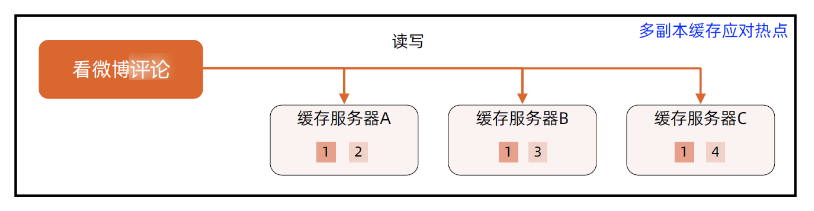 多副本缓存应对热点
读写
看微博评论
缓存服务器A
1 2
缓存服务器B
1 3
缓存服务器C
1 4